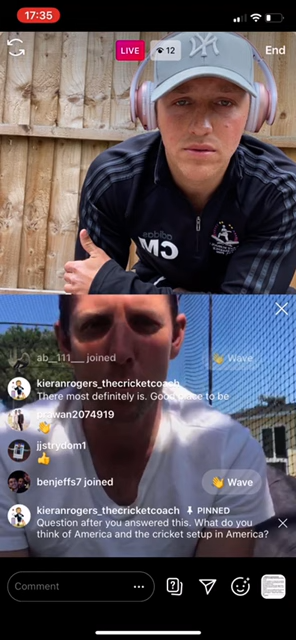 17:35
LIVE
12
End
adidas
CM
ab__111___ joined
Wave
kieranrogers_thecricketcoach
There most definitely is. Good place to be
jjstrydom1
benjeffs7 joined
Wave
kieranrogers_thecricketcoach PINNED
Question after you answered this. What do you
think of America and the cricket setup in America?
Comment